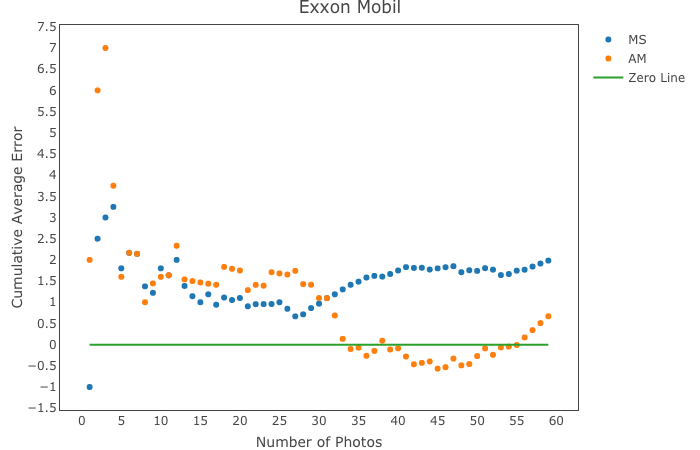 Exxon Mobil
7.5
7
6.5
6
5.5
5
4.5
4
3.5
3
2.5
2
1.5
1
0.5
0
−0.5
−1
−1.5
Cumulative Average Error
0 5 10 15 20 25 30 35 40 45 50 55 60
Number of Photos
MS
AM
Zero Line